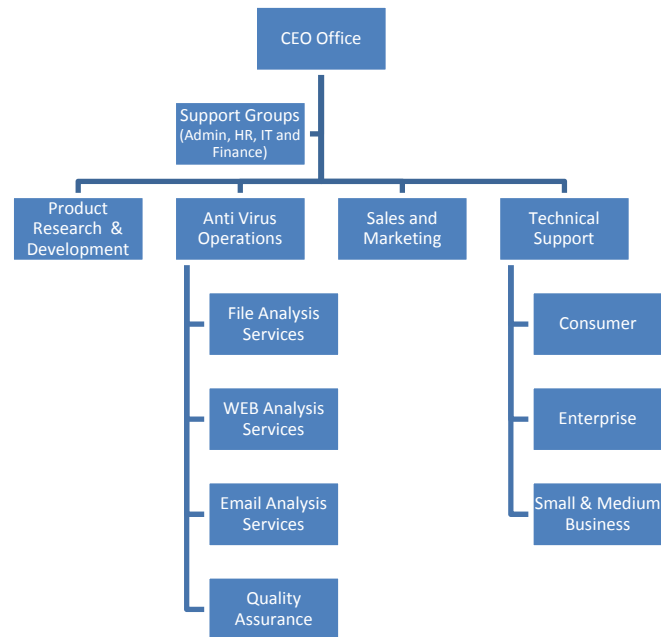 CEO Office
Support Groups
(Admin, HR, IT and
Finance)
Product
Research &
Development
Anti Virus
Operations
Sales and
Marketing
Technical
Support
File Analysis
Services
WEB Analysis
Services
Email Analysis
Services
Quality
Assurance
Consumer
Enterprise
Small & Medium
Business